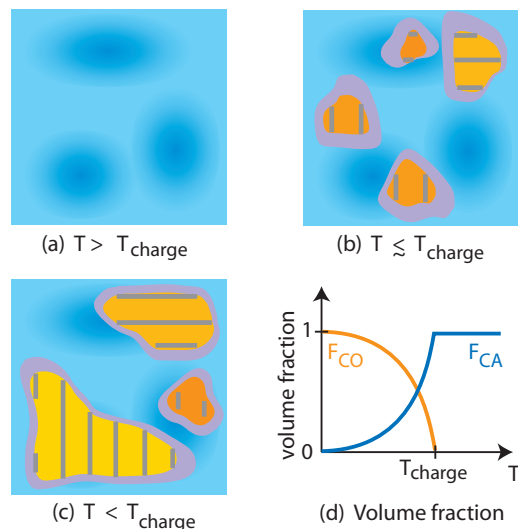 (a) T > Tcharge
(b) T ≲ Tcharge
(c) T < Tcharge
volume fraction
1
0
FCO
FCA
Tcharge
T
(d) Volume fraction